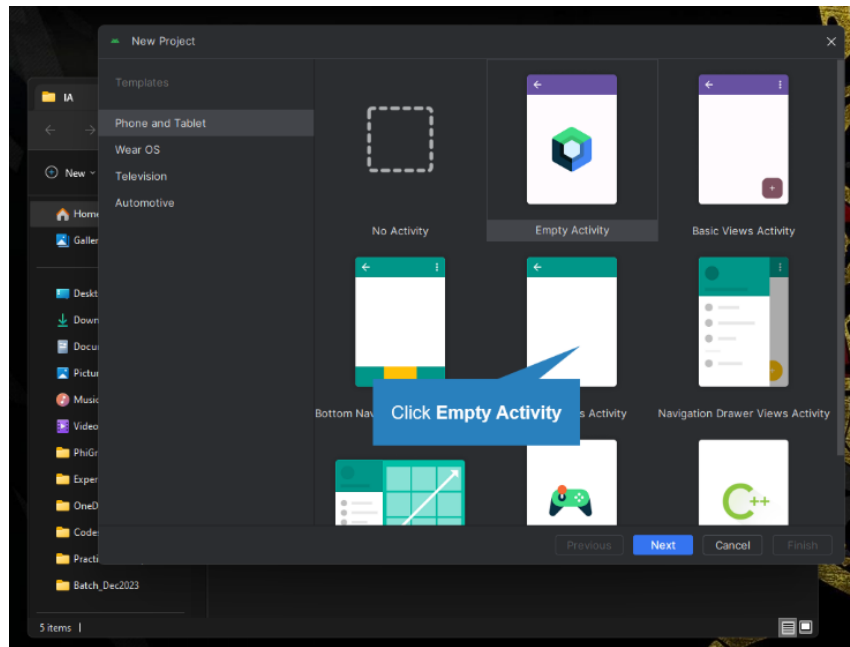 New Project
Templates
Phone and Tablet
Wear OS
Television
Automotive
No Activity
Empty Activity
Basic Views Activity
Bottom Nav
Click Empty Activity
s Activity
Navigation Drawer Views Activity
C++
Previous
Next
Cancel
Finish
IA
New
Home
Galler
Deskt
Down
Docu
Pictu
Music
Video
PhiGr
Exper
OneD
Code
Practi
Batch_Dec2023
5 items